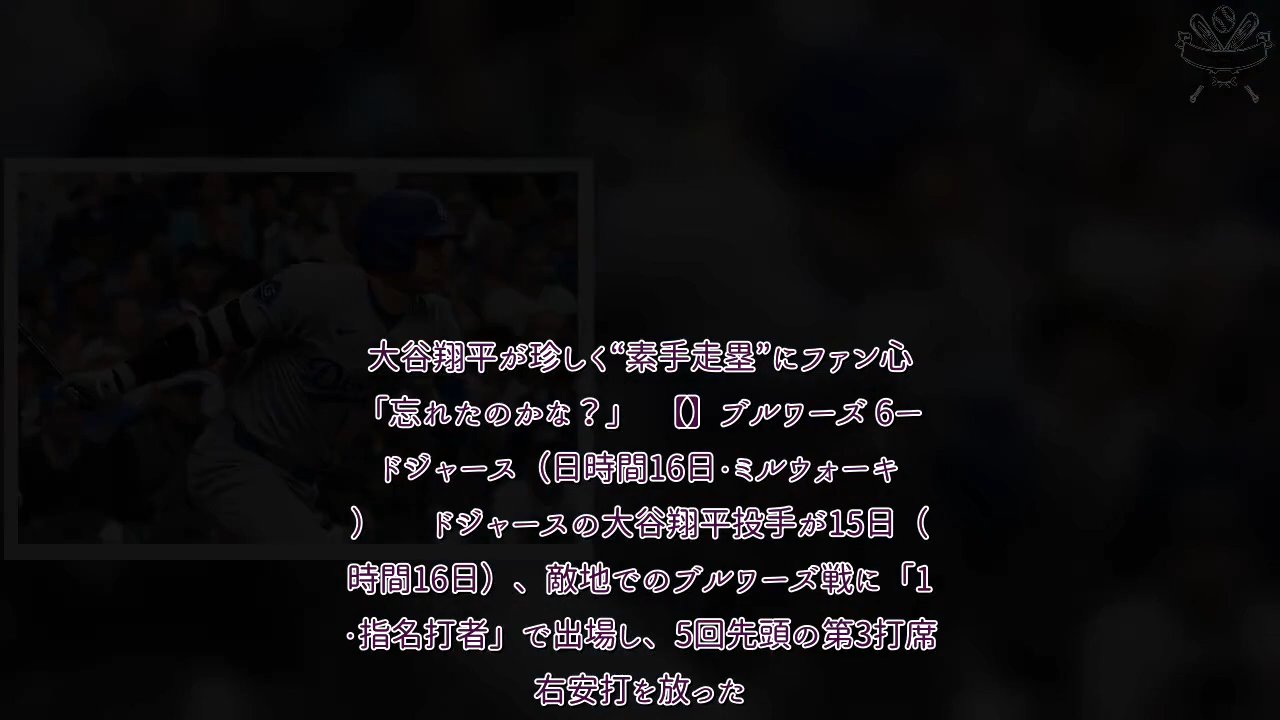 大谷翔平が珍しく“素手走塁”にファン心
「忘れたのかな？」　【()】ブルワーズ 6ー
ドジャース（日時間16日·ミルウォーキ
）　ドジャースの大谷翔平投手が15日（
時間16日）、敵地でのブルワーズ戦に「1
·指名打者」で出場し、5回先頭の第3打席
右安打を放った